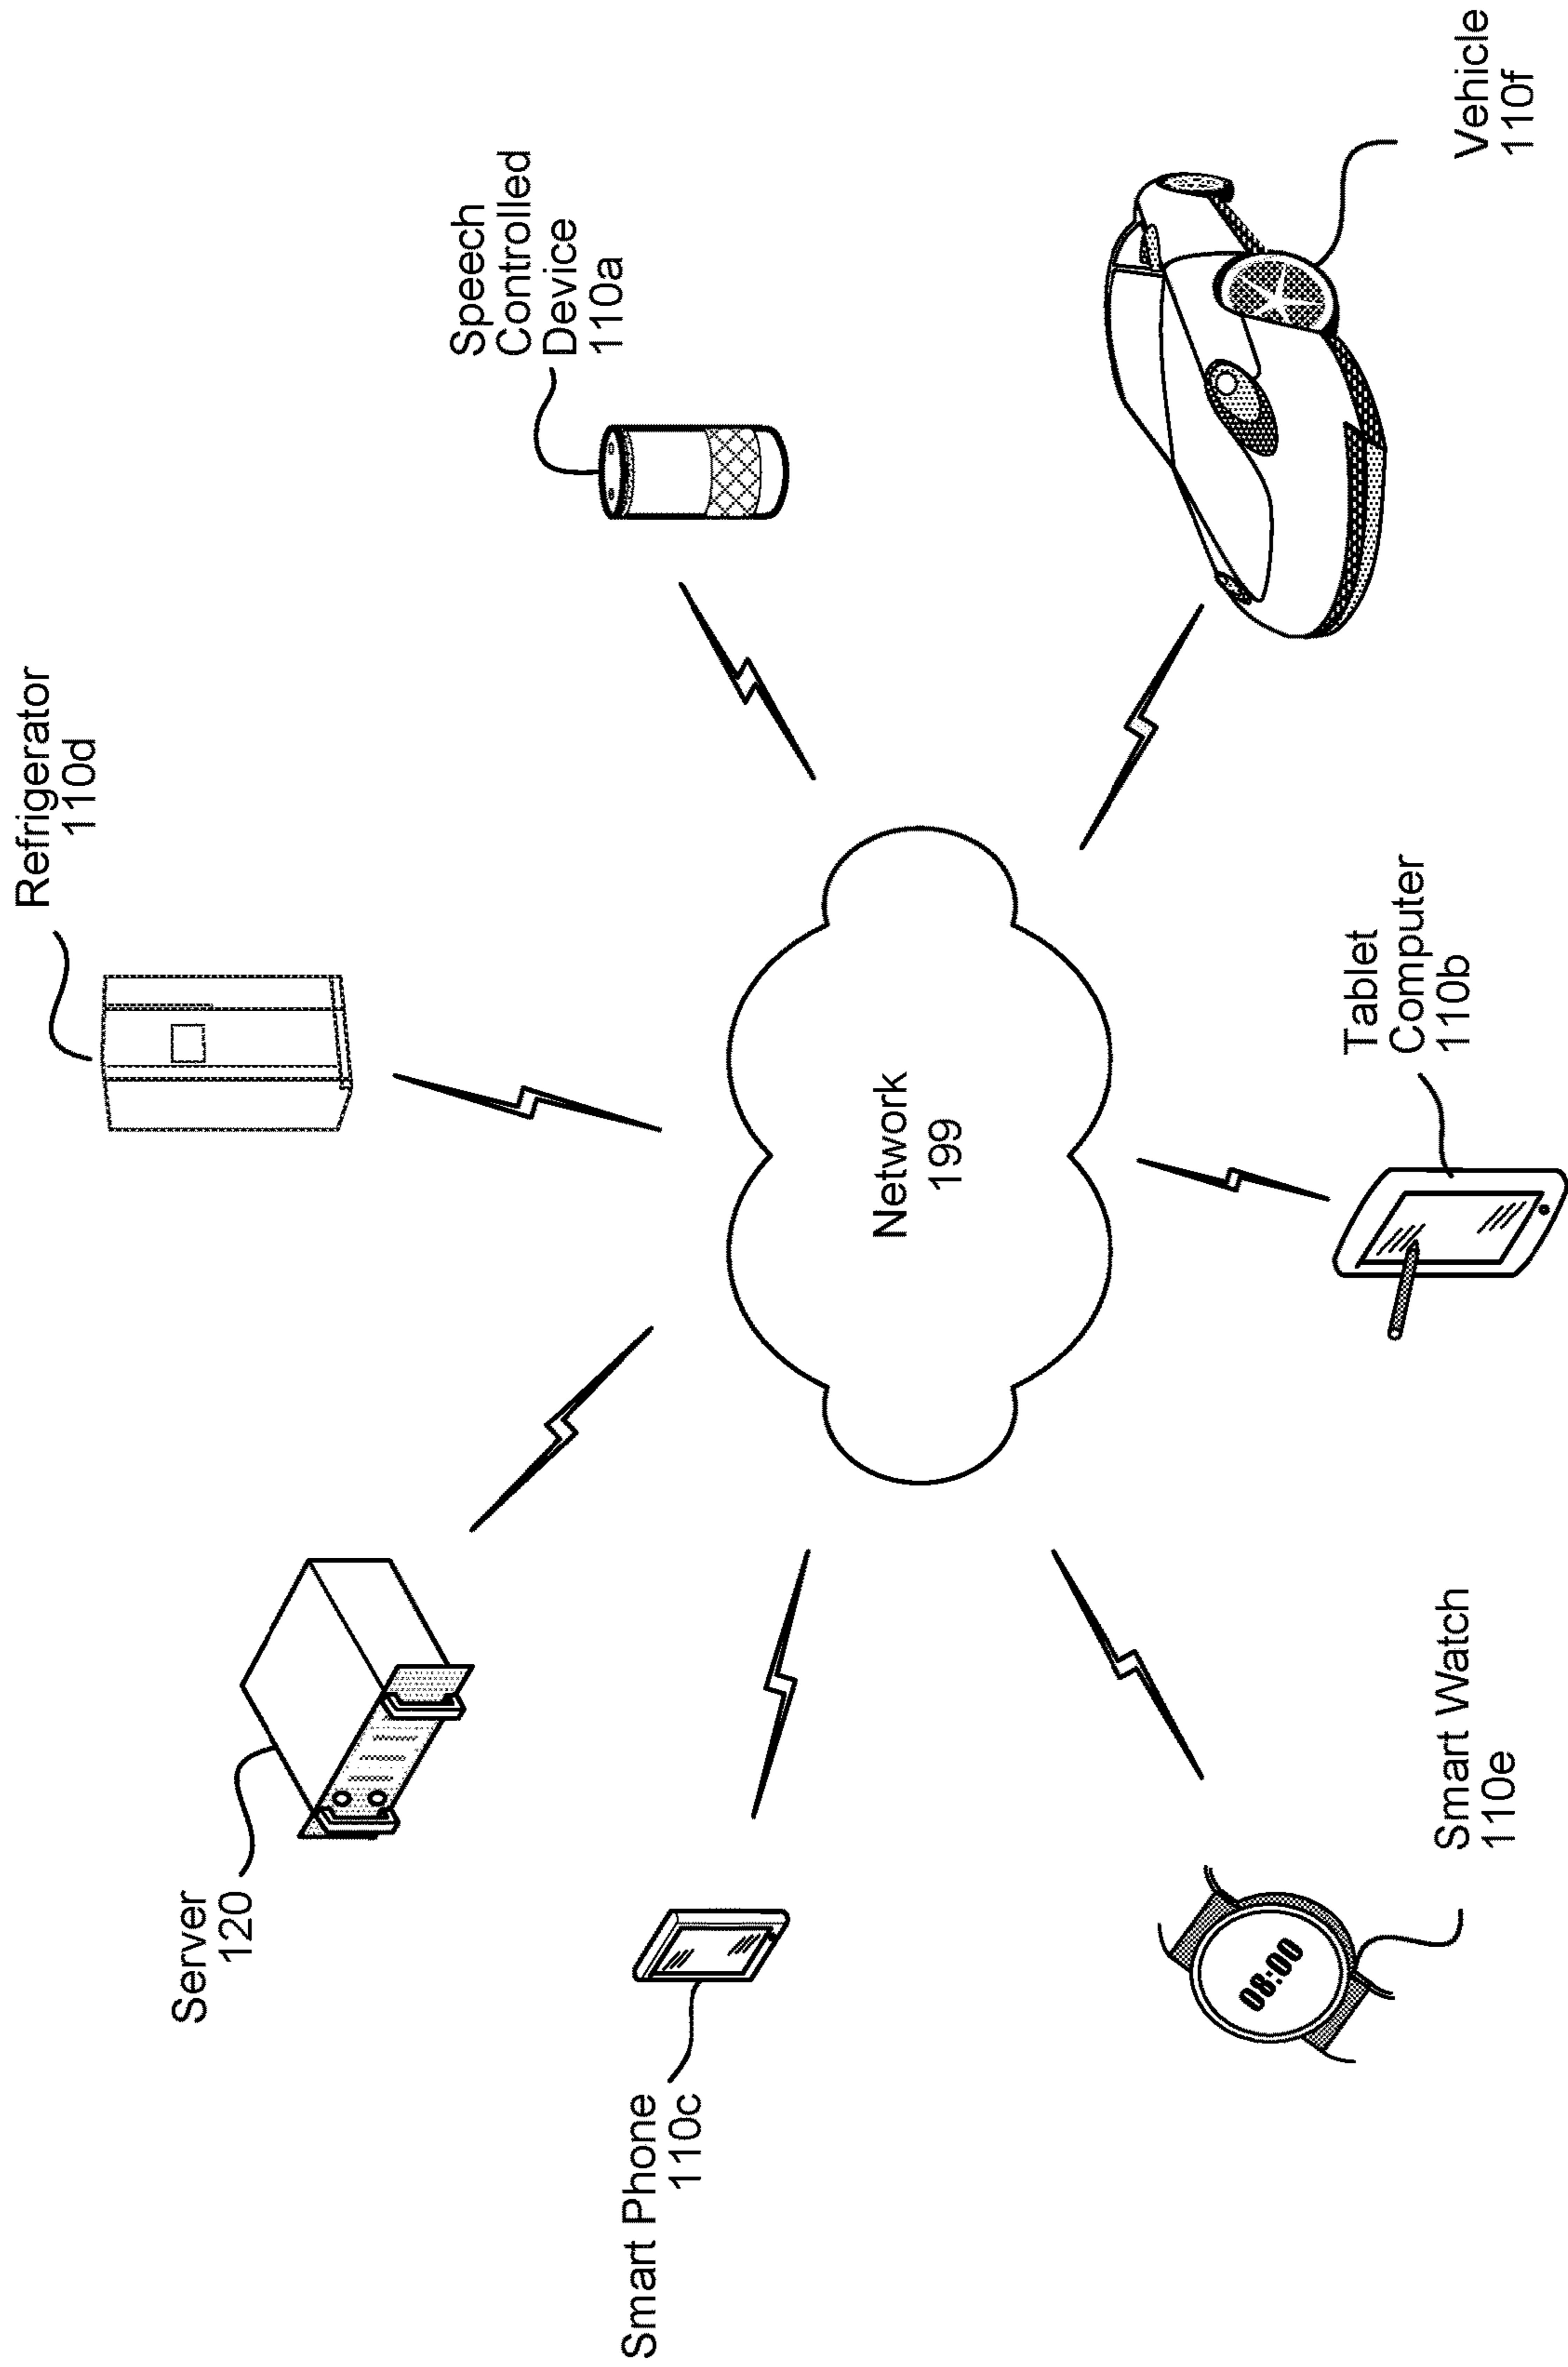 Server
120
Refrigerator
110d
Speech
Controlled
Device
110a
Smart Phone
110c
Network
199
Smart Watch
110e
08:00
Tablet
Computer
110b
Vehicle
110f